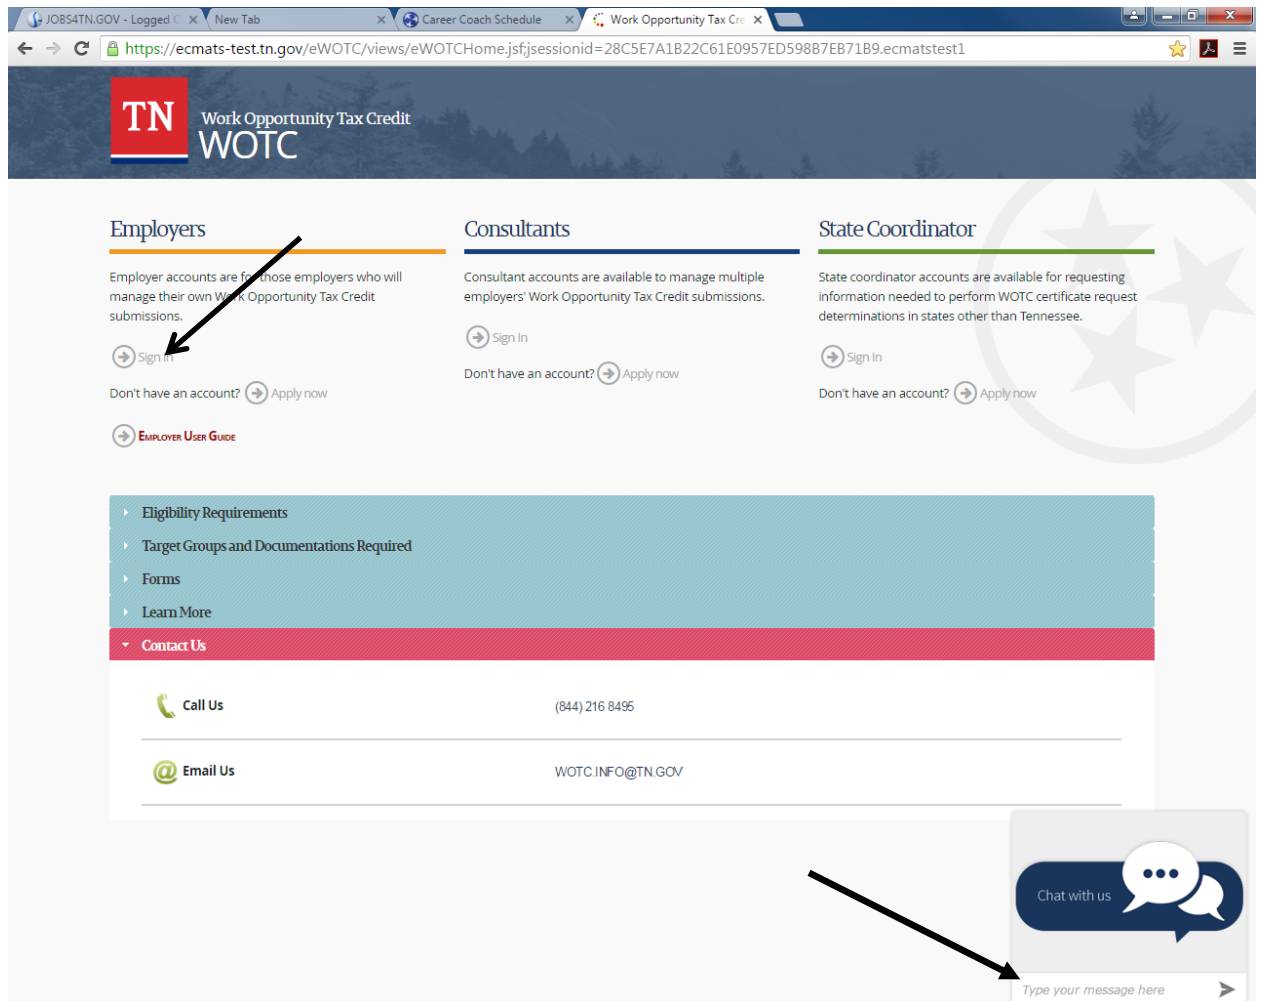 JOBS4TN.GOV - Logged
New Tab
Career Coach Schedule
Work Opportunity Tax Cre
https://ecmats-test.tn.gov/eWOTC/views/eWOTCHome.jsf;jsessionid=28C5E7A1B22C61E0957ED598B7EB71B9.ecmatstest1
TN
Work Opportunity Tax Credit
WOTC
Employers
Employer accounts are for those employers who will
manage their own Work Opportunity Tax Credit
submissions.
Sign In
Don't have an account? Apply now
Employer User Guide
Consultants
Consultant accounts are available to manage multiple
employers' Work Opportunity Tax Credit submissions.
Sign In
Don't have an account? Apply now
State Coordinator
State coordinator accounts are available for requesting
information needed to perform WOTC certificate request
determinations in states other than Tennessee.
Sign In
Don't have an account? Apply now
Eligibility Requirements
Target Groups and Documentations Required
Forms
Learn More
Contact Us
Call Us
(844) 216 8495
Email Us
WOTC.INFO@TN.GOV
Chat with us
Type your message here